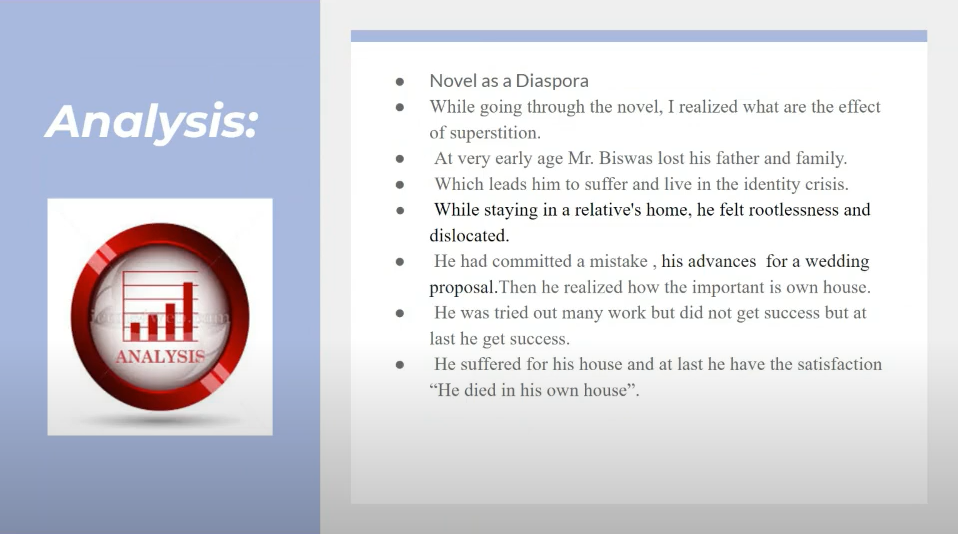 Analysis:
ANALYSIS
● Novel as a Diaspora
● While going through the novel, I realized what are the effect
of superstition.
● At very early age Mr. Biswas lost his father and family.
● Which leads him to suffer and live in the identity crisis.
● While staying in a relative's home, he felt rootlessness and
dislocated.
● He had committed a mistake , his advances for a wedding
proposal.Then he realized how the important is own house.
● He was tried out many work but did not get success but at
last he get success.
● He suffered for his house and at last he have the satisfaction
“He died in his own house”.